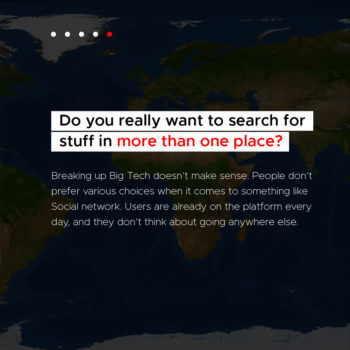 Do you really want to search for
stuff in more than one place?
Breaking up Big Tech doesn't make sense. People don't
prefer various choices when it comes to something like
Social network. Users are already on the platform every
day, and they don't think about going anywhere else.